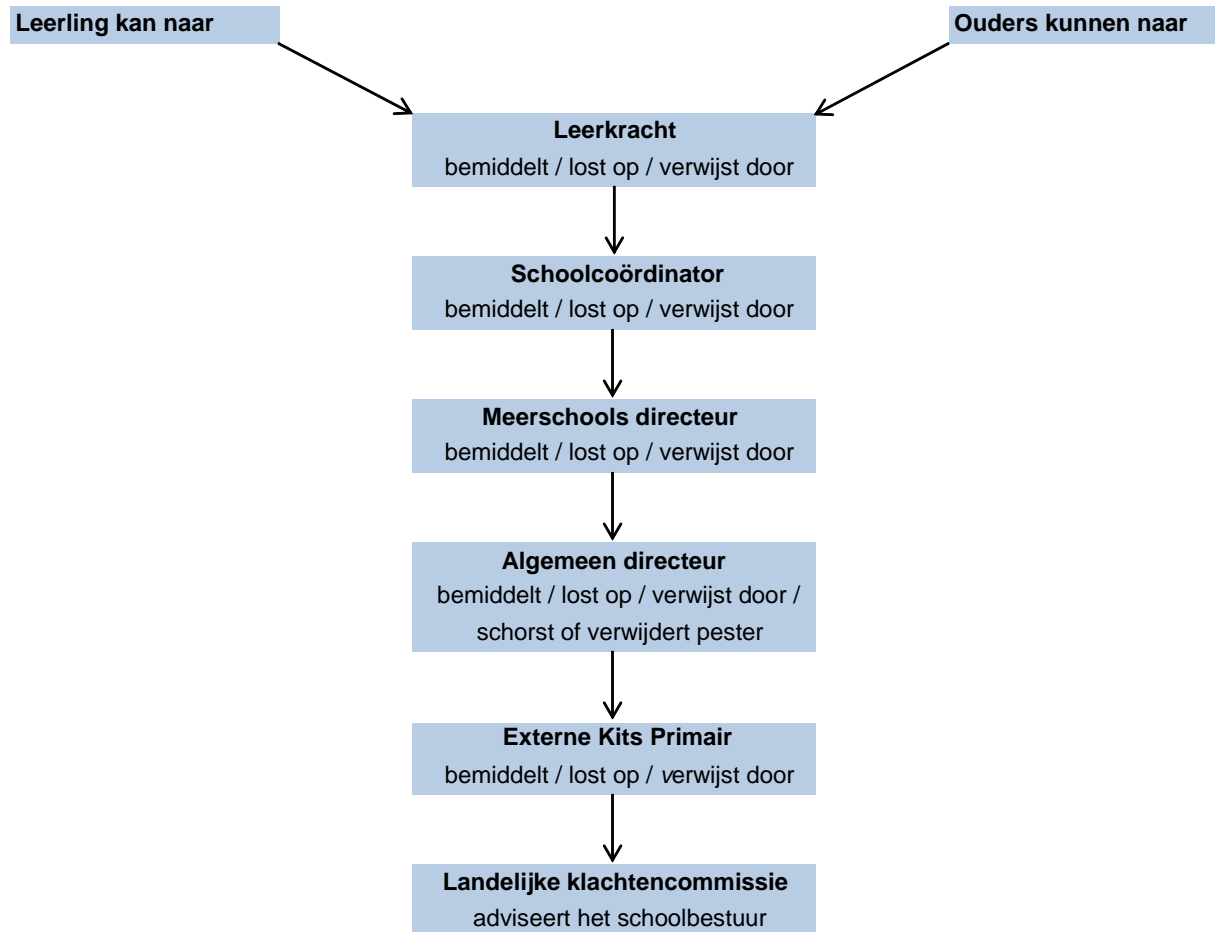 Leerling kan naar
Ouders kunnen naar
Leerkracht
bemiddelt / lost op / verwijst door
Schoolcoördinator
bemiddelt / lost op / verwijst door
Meerschools directeur
bemiddelt / lost op / verwijst door
Algemeen directeur
bemiddelt / lost op / verwijst door /
schorst of verwijdert pester
Externe Kits Primair
bemiddelt / lost op / verwijst door
Landelijke klachtencommissie
adviseert het schoolbestuur